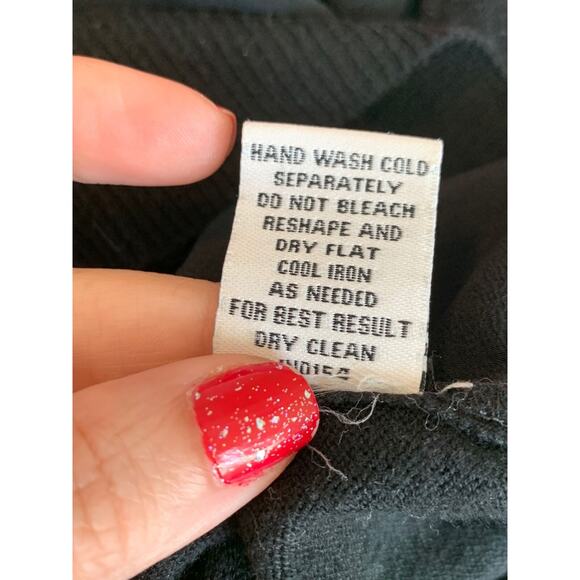 HAND WASH COLD
SEPARATELY
DO NOT BLEACH
RESHAPE AND
DRY FLAT
COOL IRON
AS NEEDED
FOR BEST RESULT
DRY CLEAN